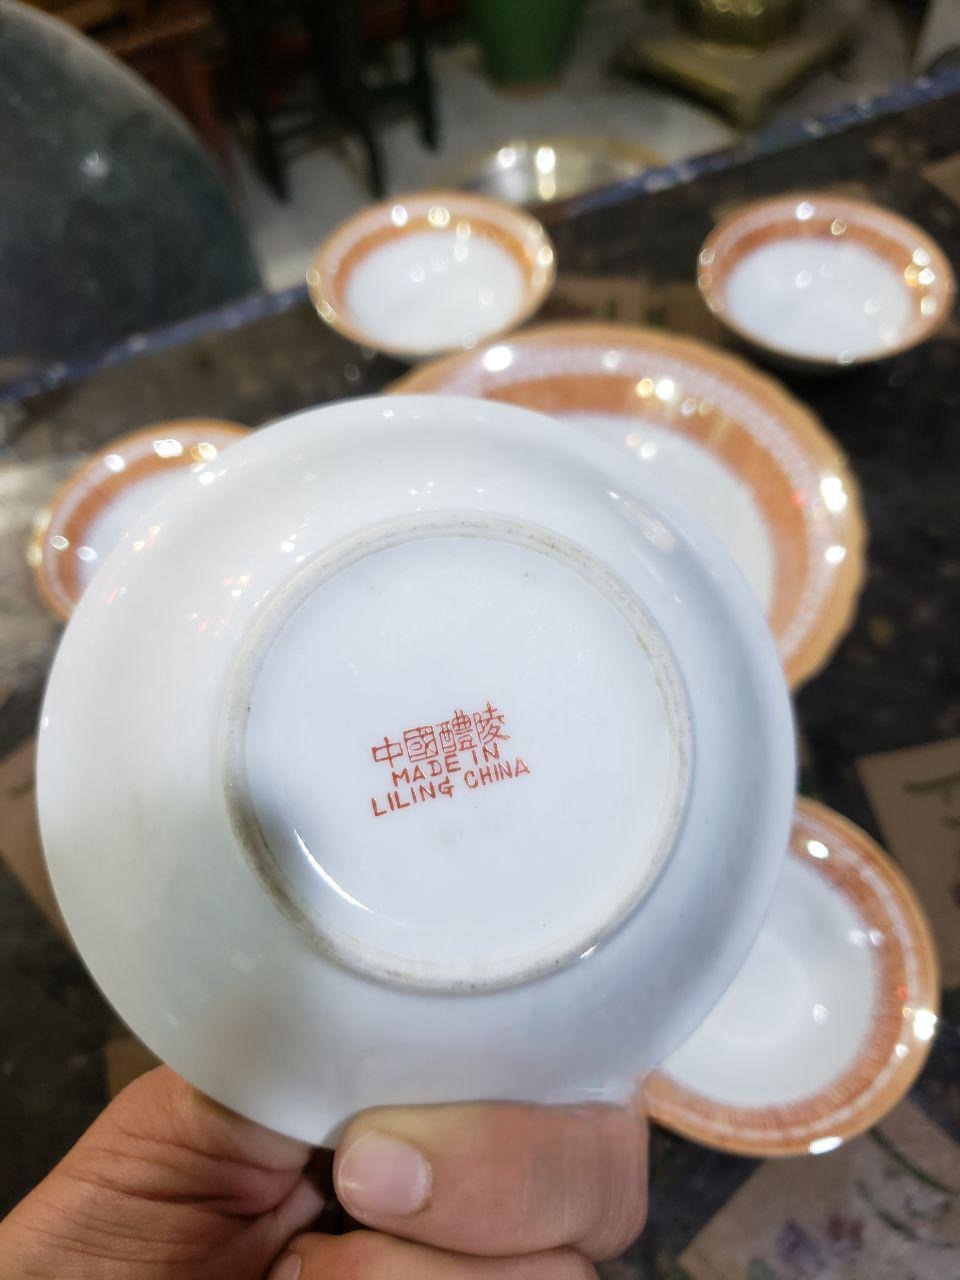 中國醴陵
MADE IN
LILING CHINA